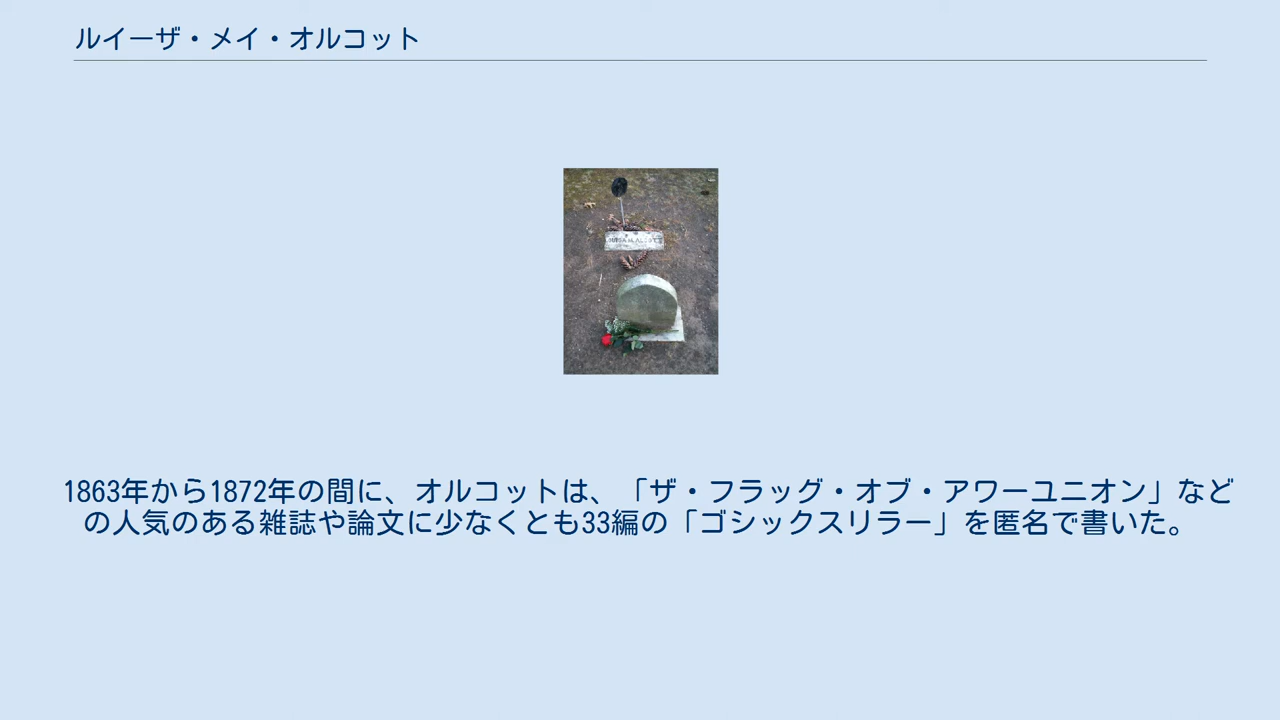 ルイーザ・メイ・オルコット
LOUISA M. ALCOTT
1863年から1872年の間に、オルコットは、「ザ・フラッグ・オブ・アワーユニオン」など
の人気のある雑誌や論文に少なくとも33編の「ゴシックスリラー」を匿名で書いた。